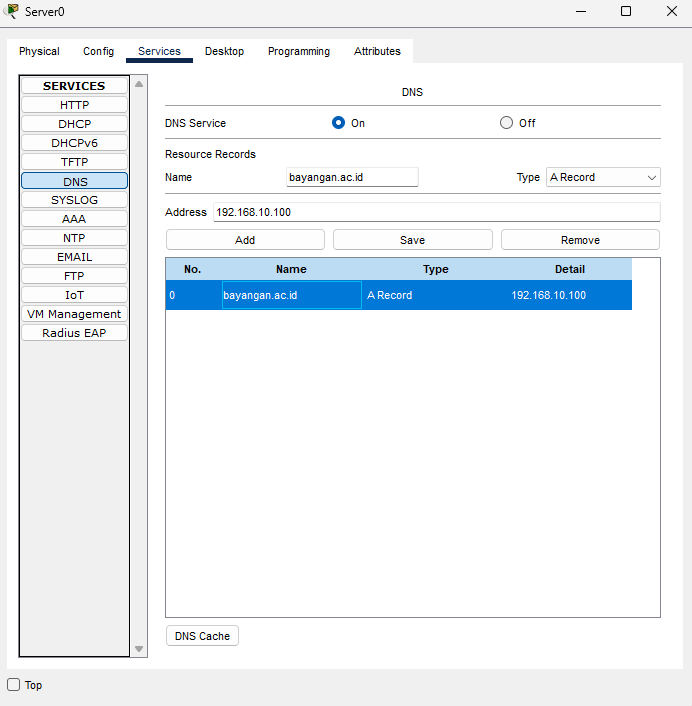 Server0
Physical Config Services Desktop Programming Attributes
SERVICES
HTTP
DHCP
DHCPv6
TFTP
DNS
SYSLOG
AAA
NTP
EMAIL
FTP
IoT
VM Management
Radius EAP
DNS
DNS Service On Off
Resource Records
Name bayangan.ac.id Type A Record
Address 192.168.10.100
Add Save Remove
No. Name Type Detail
0 bayangan.ac.id A Record 192.168.10.100
DNS Cache
Top